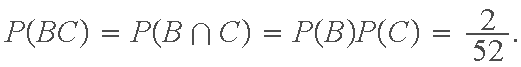 P(BC) = P(B ∩ C) = P(B)P(C) = 2/52.